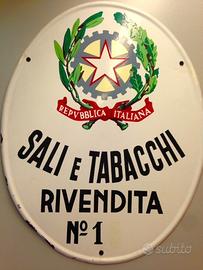 REPVBBLICA ITALIANA
SALI E TABACCHI
RIVENDITA
Nº 1
subito